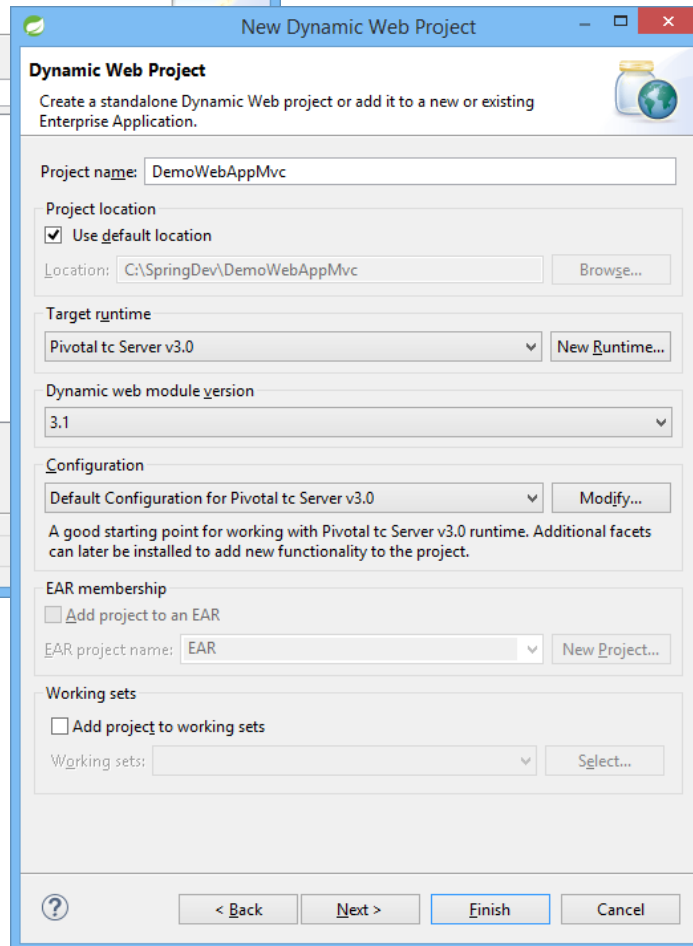 New Dynamic Web Project
Dynamic Web Project
Create a standalone Dynamic Web project or add it to a new or existing
Enterprise Application.
Project name: DemoWebAppMvc
Project location
Use default location
Location: C:\SpringDev\DemoWebAppMvc Browse...
Target runtime
Pivotal tc Server v3.0 New Runtime...
Dynamic web module version
3.1
Configuration
Default Configuration for Pivotal tc Server v3.0 Modify...
A good starting point for working with Pivotal tc Server v3.0 runtime. Additional facets
can later be installed to add new functionality to the project.
EAR membership
Add project to an EAR
EAR project name: EAR New Project...
Working sets
Add project to working sets
Working sets: Select...
? < Back Next > Finish Cancel